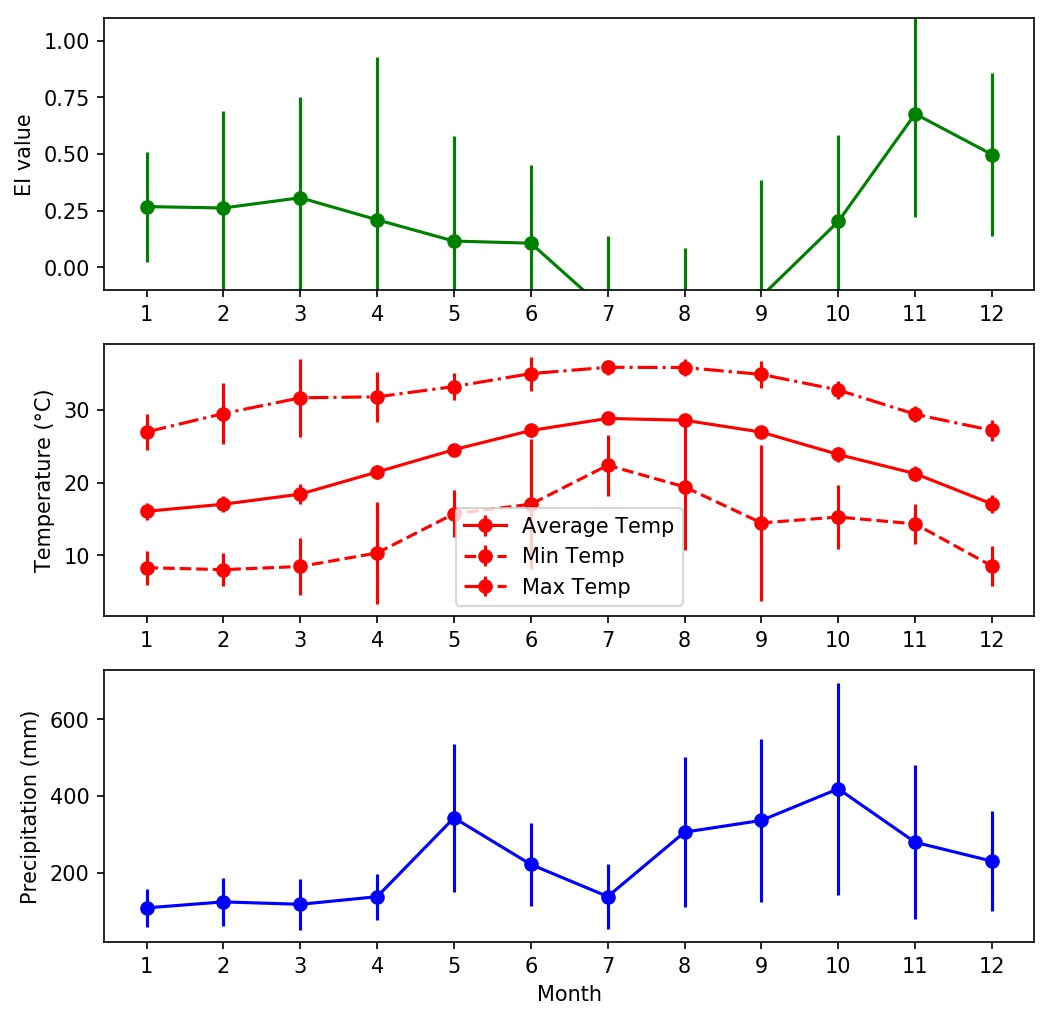 EI value
1.00
0.75
0.50
0.25
0.00
1 2 3 4 5 6 7 8 9 10 11 12
Temperature (°C)
30
20
10
Average Temp
Min Temp
Max Temp
1 2 3 4 5 6 7 8 9 10 11 12
Precipitation (mm)
600
400
200
1 2 3 4 5 6 7 8 9 10 11 12
Month